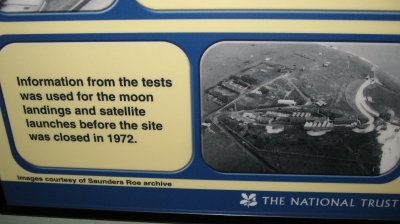 Information from the tests
was used for the moon
landings and satellite
launches before the site
was closed in 1972.
Images courtesy of Saunders Roe archive
THE NATIONAL TRUST